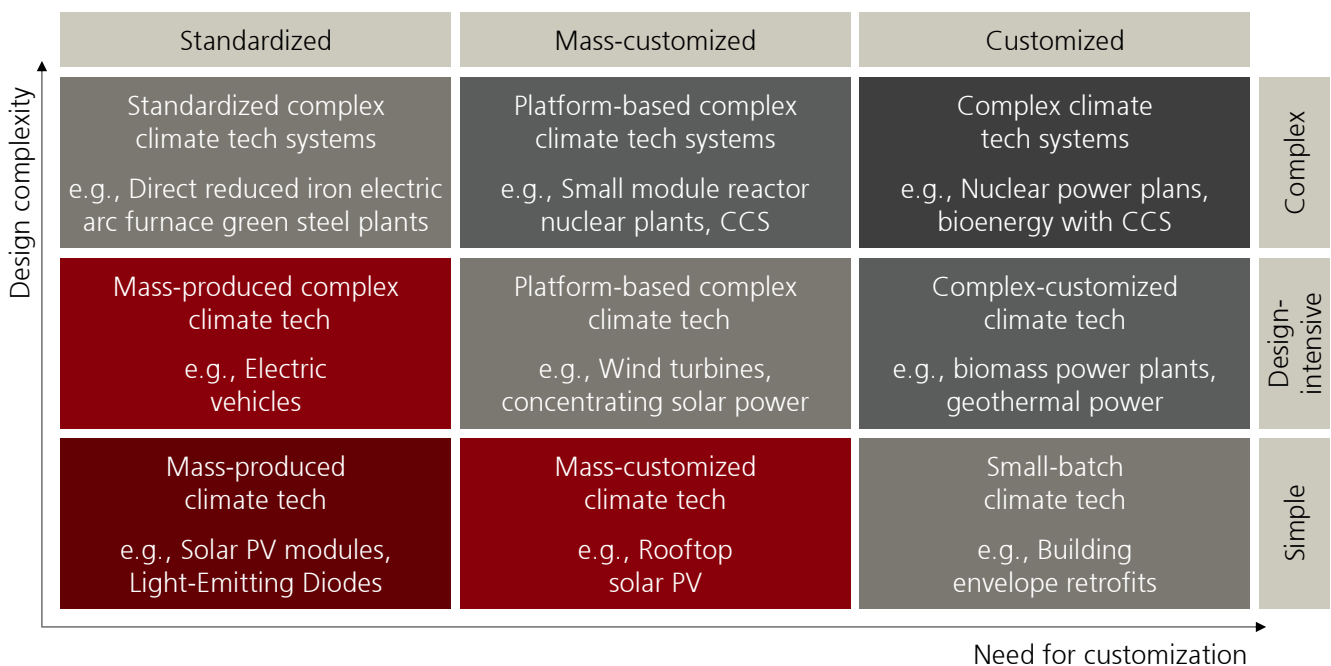 Standardized
Mass-customized
Customized
Design complexity
Standardized complex
climate tech systems
e.g., Direct reduced iron electric
arc furnace green steel plants
Platform-based complex
climate tech systems
e.g., Small module reactor
nuclear plants, CCS
Complex climate
tech systems
e.g., Nuclear power plans,
bioenergy with CCS
Complex
Mass-produced complex
climate tech
e.g., Electric
vehicles
Platform-based complex
climate tech
e.g., Wind turbines,
concentrating solar power
Complex-customized
climate tech
e.g., biomass power plants,
geothermal power
Design-
intensive
Mass-produced
climate tech
e.g., Solar PV modules,
Light-Emitting Diodes
Mass-customized
climate tech
e.g., Rooftop
solar PV
Small-batch
climate tech
e.g., Building
envelope retrofits
Simple
Need for customization